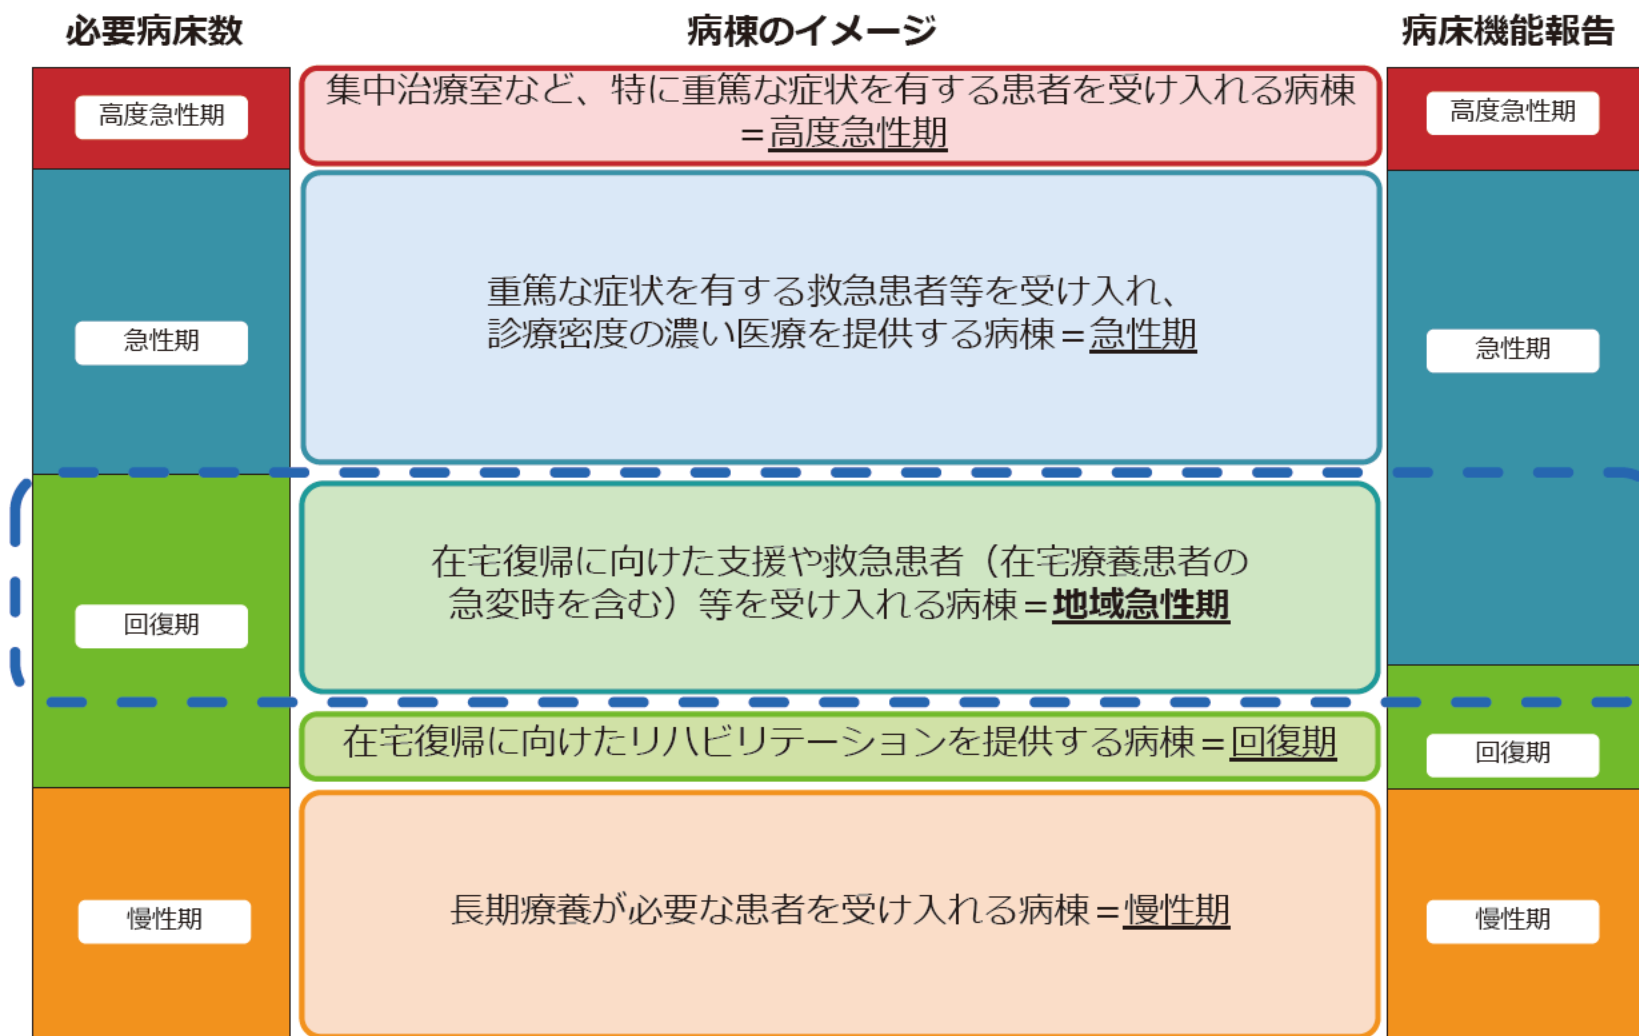 必要病床数
病棟のイメージ
病床機能報告
高度急性期
集中治療室など、特に重篤な症状を有する患者を受け入れる病棟
=高度急性期
高度急性期
急性期
重篤な症状を有する救急患者等を受け入れ、
診療密度の濃い医療を提供する病棟=急性期
急性期
回復期
在宅復帰に向けた支援や救急患者（在宅療養患者の
急変時を含む）等を受け入れる病棟=地域急性期
在宅復帰に向けたリハビリテーションを提供する病棟=回復期
回復期
慢性期
長期療養が必要な患者を受け入れる病棟=慢性期
慢性期